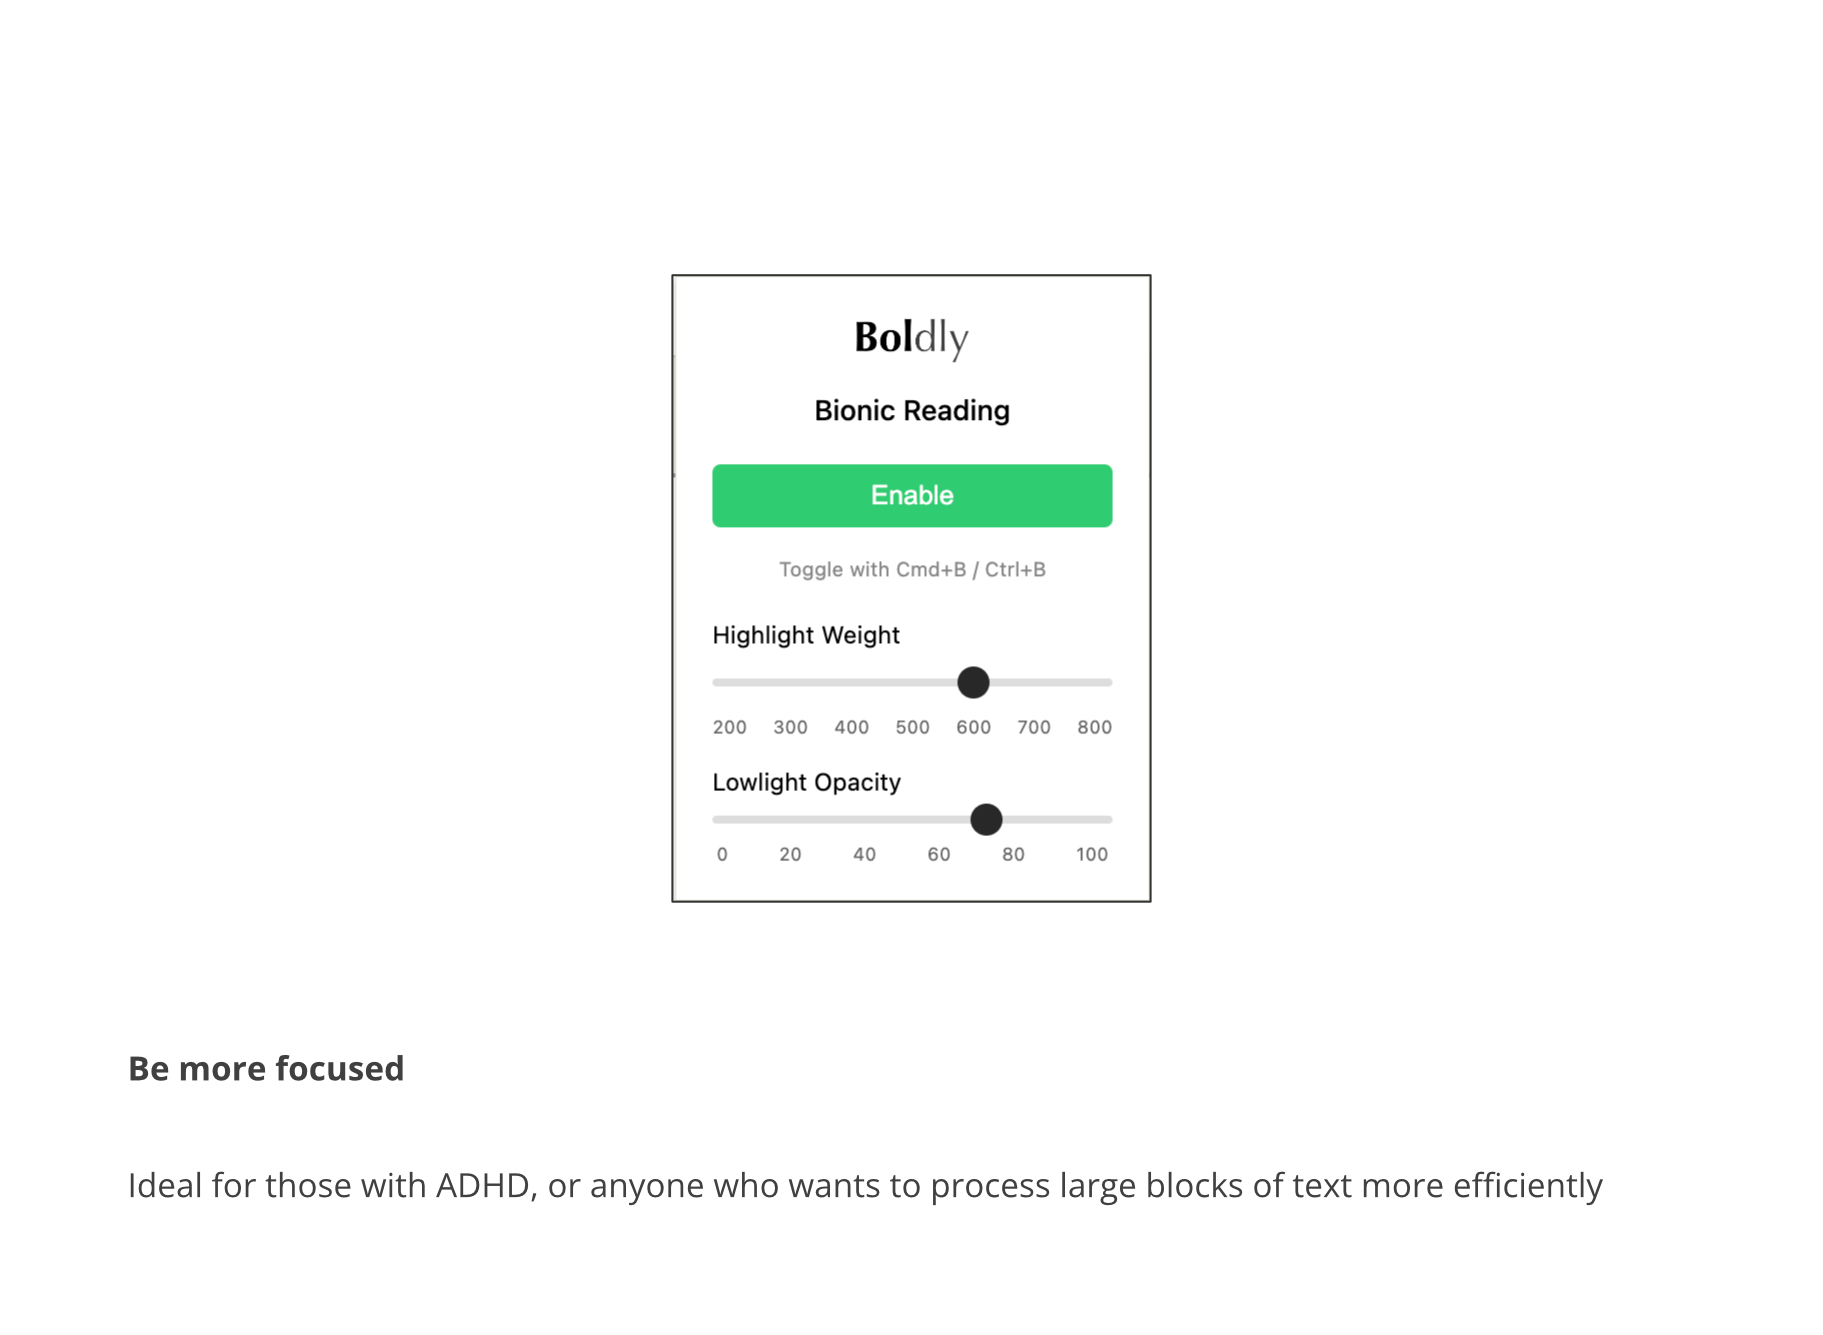 Boldly
Bionic Reading
Enable
Toggle with Cmd+B / Ctrl+B
Highlight Weight
200 300 400 500 600 700 800
Lowlight Opacity
0 20 40 60 80 100
Be more focused
Ideal for those with ADHD, or anyone who wants to process large blocks of text more efficiently